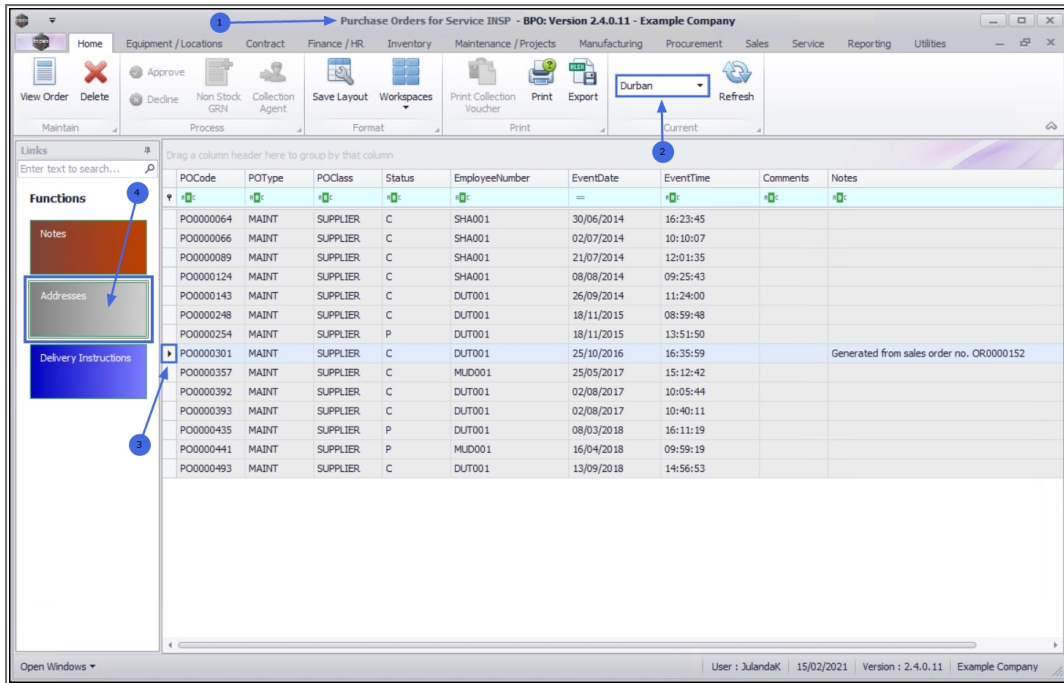 1
Purchase Orders for Service INSP - BPO: Version 2.4.0.11 - Example Company
Home Equipment / Locations Contract Finance / HR Inventory Maintenance / Projects Manufacturing Procurement Sales Service Reporting Utilities
View Order Delete Approve Decline Non Stock GRN Collection Agent Save Layout Workspaces Print Collection Voucher Print Export Durban Refresh
Maintain Process Format Print Current
2
Links
Enter text to search...
Functions
4
Notes
Addresses
Delivery Instructions
3
Drag a column header here to group by that column
POCode POType POClass Status EmployeeNumber EventDate EventTime Comments Notes
PO0000064 MAINT SUPPLIER C SHA001 30/06/2014 16:23:45
PO0000066 MAINT SUPPLIER C SHA001 02/07/2014 10:10:07
PO0000089 MAINT SUPPLIER C SHA001 21/07/2014 12:01:35
PO0000124 MAINT SUPPLIER C SHA001 08/08/2014 09:25:43
PO0000143 MAINT SUPPLIER C DUT001 26/09/2014 11:24:00
PO0000248 MAINT SUPPLIER C DUT001 18/11/2015 08:59:48
PO0000254 MAINT SUPPLIER P DUT001 18/11/2015 13:51:50
PO0000301 MAINT SUPPLIER C DUT001 25/10/2016 16:35:59 Generated from sales order no. OR0000152
PO0000357 MAINT SUPPLIER C MUD001 25/05/2017 15:12:42
PO0000392 MAINT SUPPLIER C DUT001 02/08/2017 10:05:44
PO0000393 MAINT SUPPLIER C DUT001 02/08/2017 10:40:11
PO0000435 MAINT SUPPLIER P DUT001 08/03/2018 16:11:19
PO0000441 MAINT SUPPLIER P MUD001 16/04/2018 09:59:19
PO0000493 MAINT SUPPLIER C DUT001 13/09/2018 14:56:53
Open Windows User : JulandaK 15/02/2021 Version : 2.4.0.11 Example Company